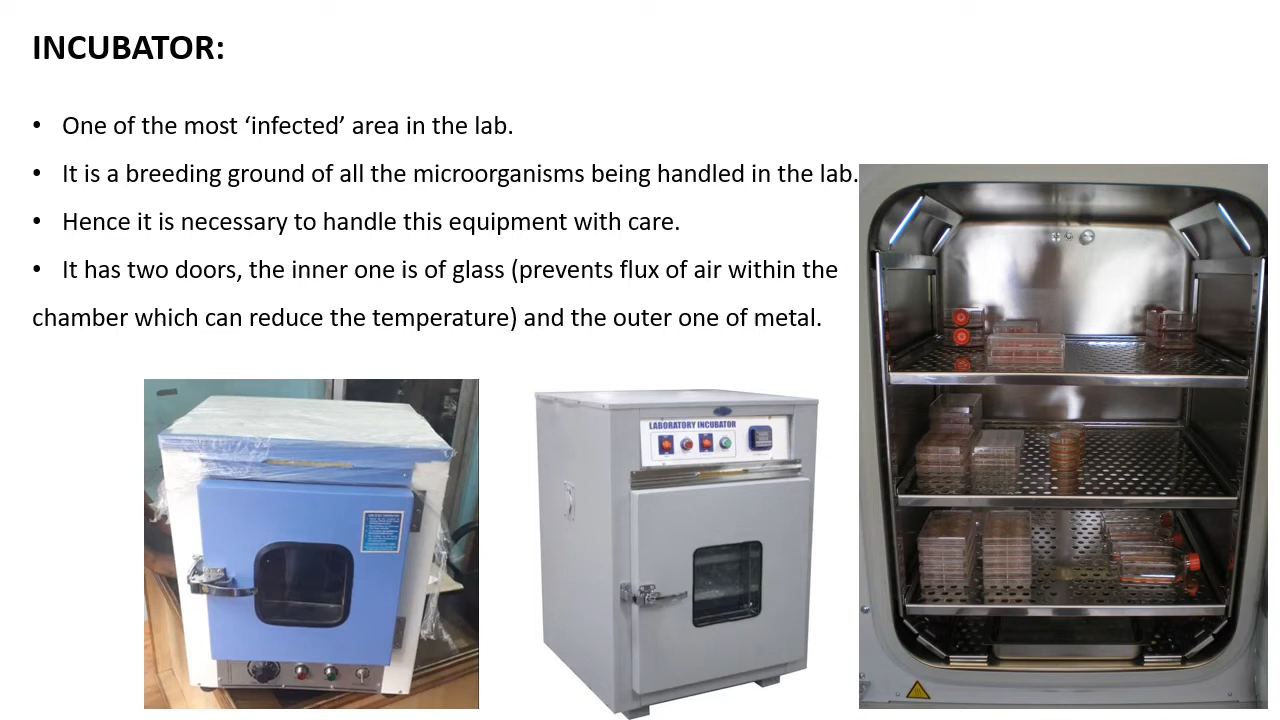 INCUBATOR:
• One of the most ‘infected’ area in the lab.
• It is a breeding ground of all the microorganisms being handled in the lab.
• Hence it is necessary to handle this equipment with care.
• It has two doors, the inner one is of glass (prevents flux of air within the
chamber which can reduce the temperature) and the outer one of metal.
LABORATORY INCUBATOR